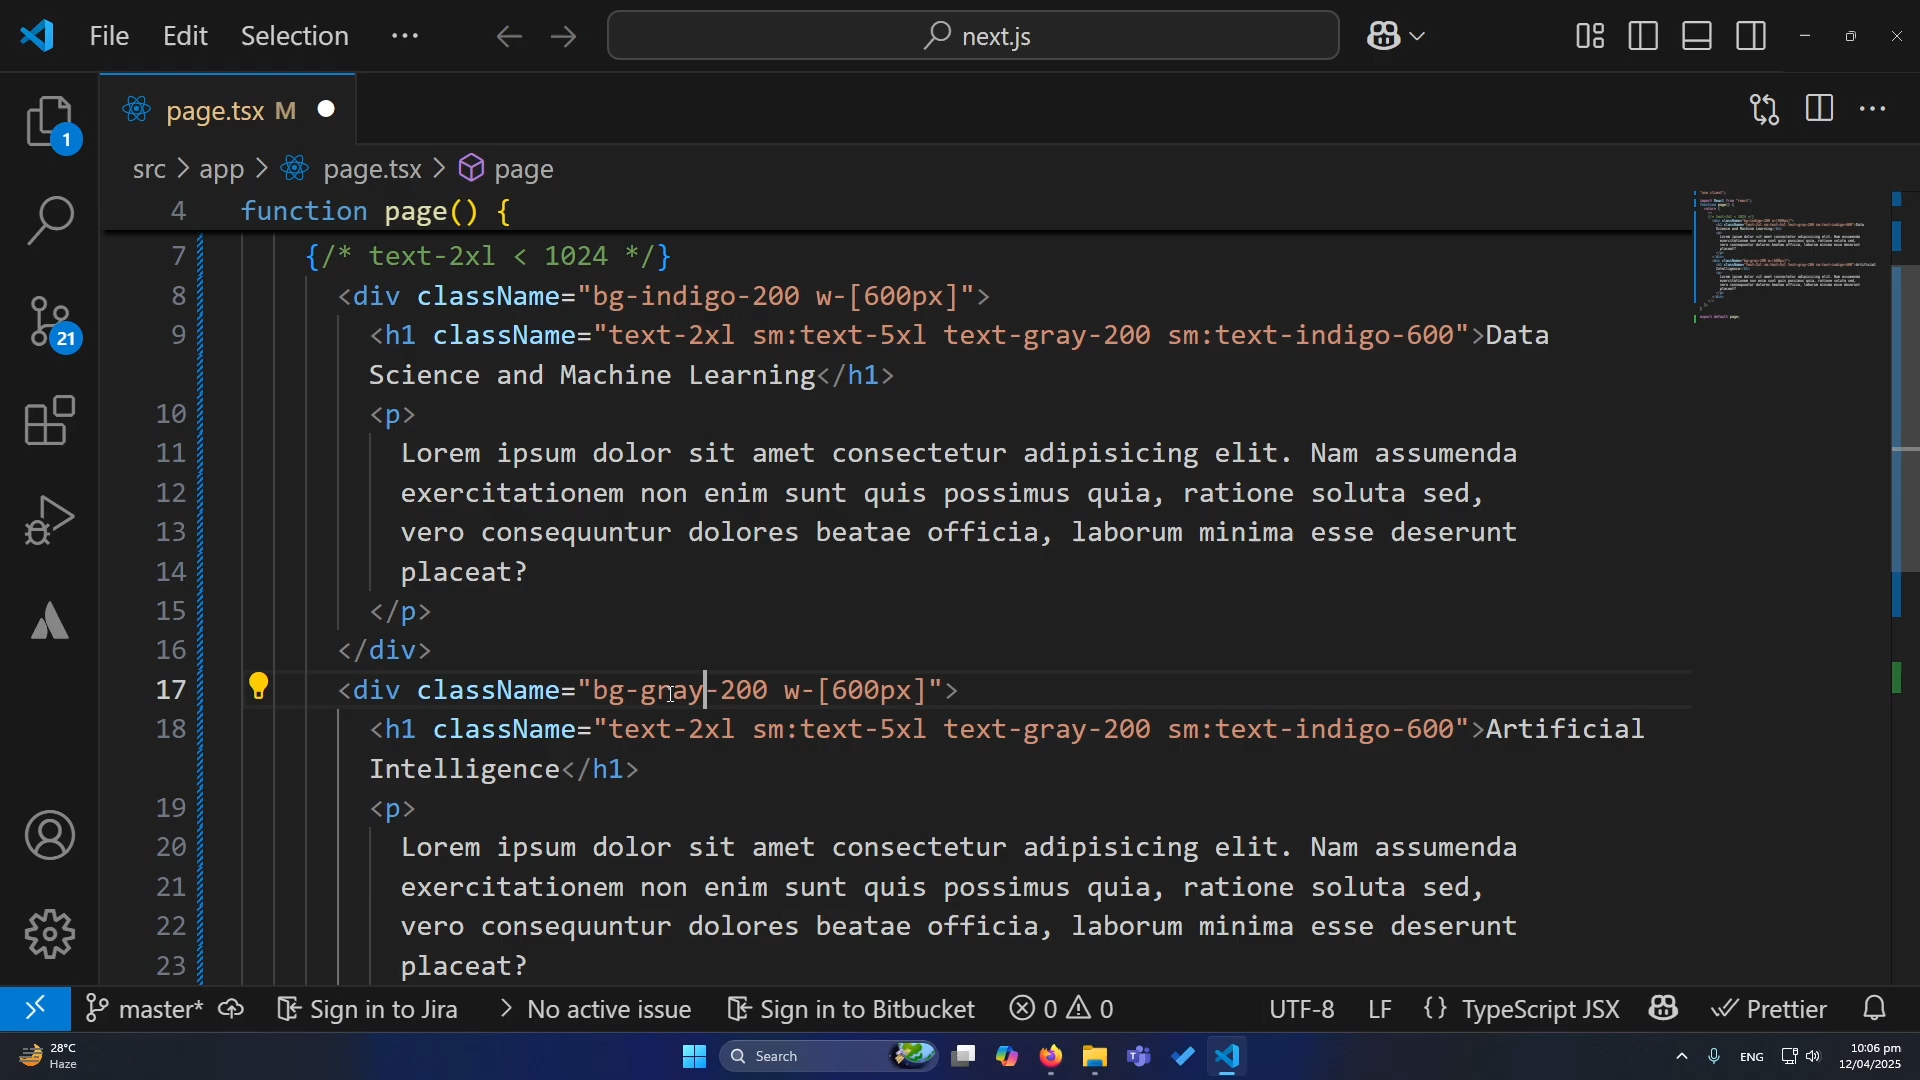 File Edit Selection ··· next.js
page.tsx M
1
src > app > page.tsx > page
4 function page() {
7 {/* text-2xl < 1024 */}
8 <div className="bg-indigo-200 w-[600px]">
9 <h1 className="text-2xl sm:text-5xl text-gray-200 sm:text-indigo-600">Data
Science and Machine Learning</h1>
10 <p>
11 Lorem ipsum dolor sit amet consectetur adipisicing elit. Nam assumenda
12 exercitationem non enim sunt quis possimus quia, ratione soluta sed,
13 vero consequuntur dolores beatae officia, laborum minima esse deserunt
14 placeat?
15 </p>
16 </div>
17 <div className="bg-gray-200 w-[600px]">
18 <h1 className="text-2xl sm:text-5xl text-gray-200 sm:text-indigo-600">Artificial
Intelligence</h1>
19 <p>
20 Lorem ipsum dolor sit amet consectetur adipisicing elit. Nam assumenda
21 exercitationem non enim sunt quis possimus quia, ratione soluta sed,
22 vero consequuntur dolores beatae officia, laborum minima esse deserunt
23 placeat?
21
master* Sign in to Jira > No active issue Sign in to Bitbucket 0 0 UTF-8 LF {} TypeScript JSX Prettier
28°C
Haze
Search
ENG
10:06 pm
12/04/2025